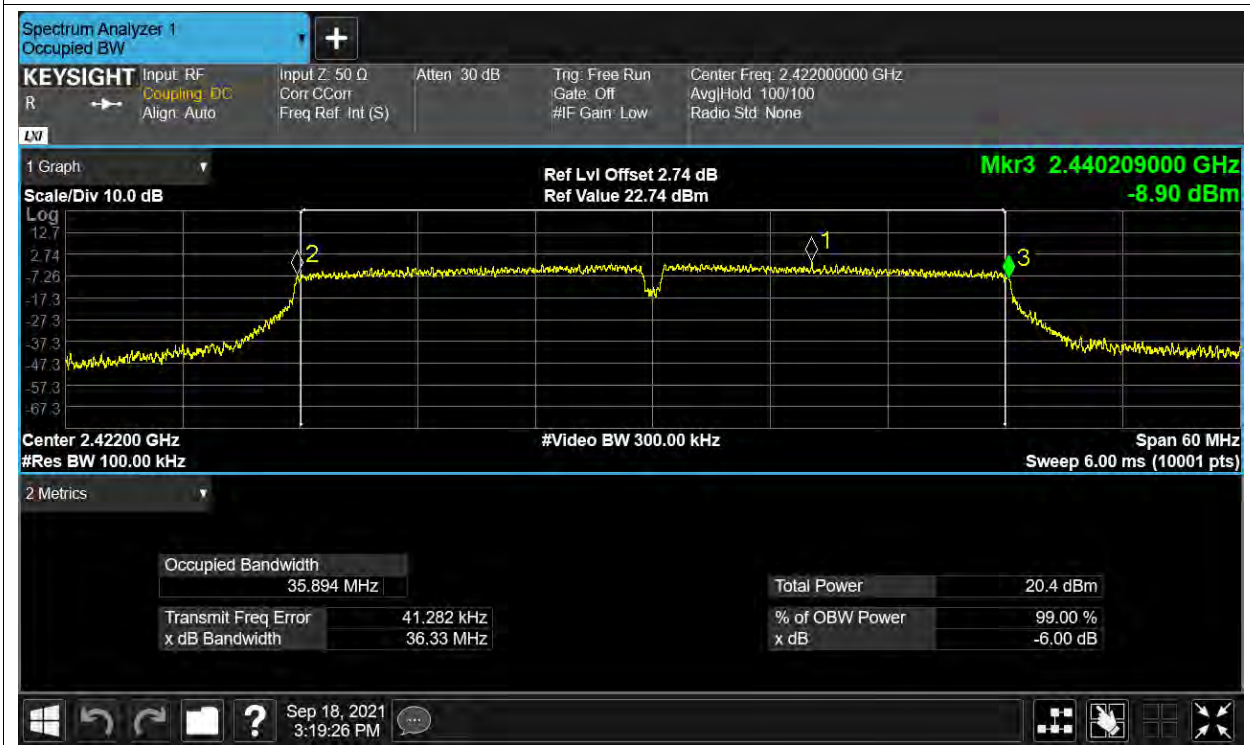 Spectrum Analyzer 1
Occupied BW
+
KEYSIGHT Input: RF Input Z: 50 Ω Atten: 30 dB Trig: Free Run Center Freq: 2.422000000 GHz
R Coupling: DC Corr CCorr Gate: Off Avg|Hold: 100/100
Align: Auto Freq Ref: Int (S) #IF Gain: Low Radio Std: None
LXI
1 Graph Ref Lvl Offset 2.74 dB Mkr3 2.440209000 GHz
Scale/Div 10.0 dB Ref Value 22.74 dBm -8.90 dBm
Log
12.7
2.74
-7.26
-17.3
-27.3
-37.3
-47.3
-57.3
-67.3
2
1
3
Center 2.42200 GHz #Video BW 300.00 kHz Span 60 MHz
#Res BW 100.00 kHz Sweep 6.00 ms (10001 pts)
2 Metrics
Occupied Bandwidth
35.894 MHz Total Power 20.4 dBm
Transmit Freq Error 41.282 kHz % of OBW Power 99.00 %
x dB Bandwidth 36.33 MHz x dB -6.00 dB
? Sep 18, 2021
3:19:26 PM